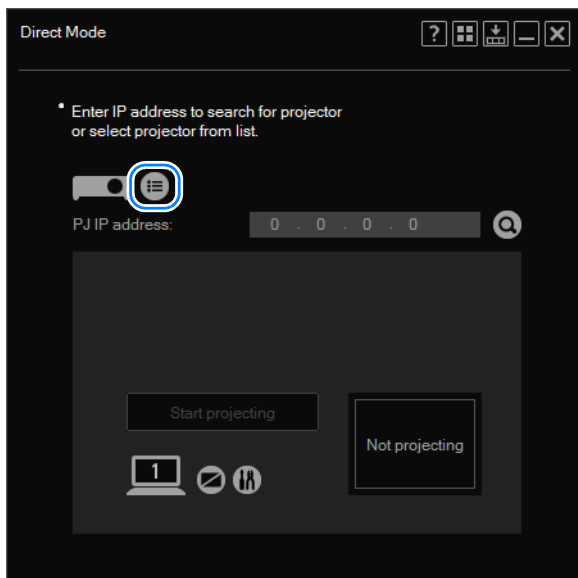 Direct Mode
?
Enter IP address to search for projector
or select projector from list.
PJ IP address:
0 . 0 . 0 . 0
Start projecting
Not projecting
1